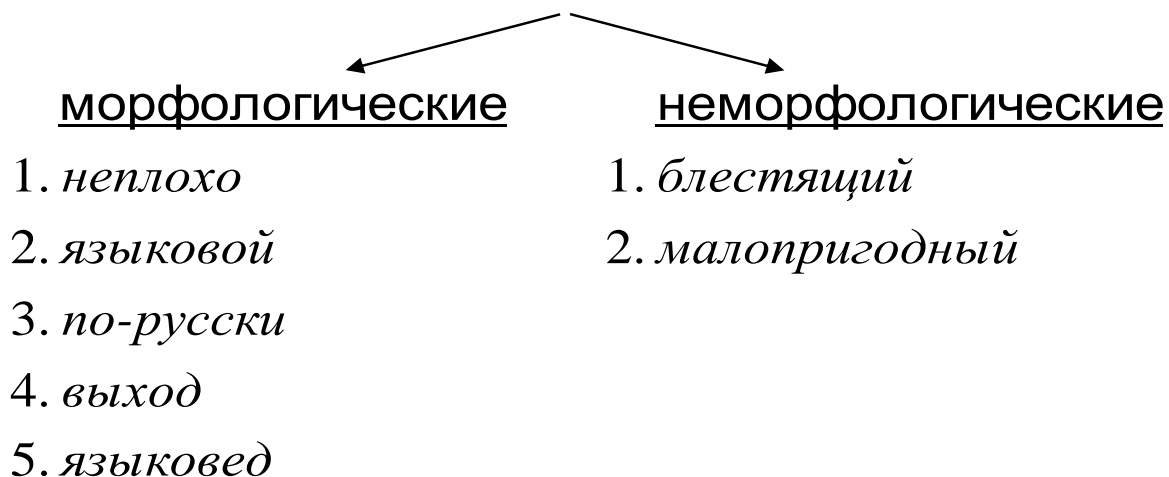 морфологические
1. неплохо
2. языковой
3. по-русски
4. выход
5. языковед
неморфологические
1. блестящий
2. малопригодный